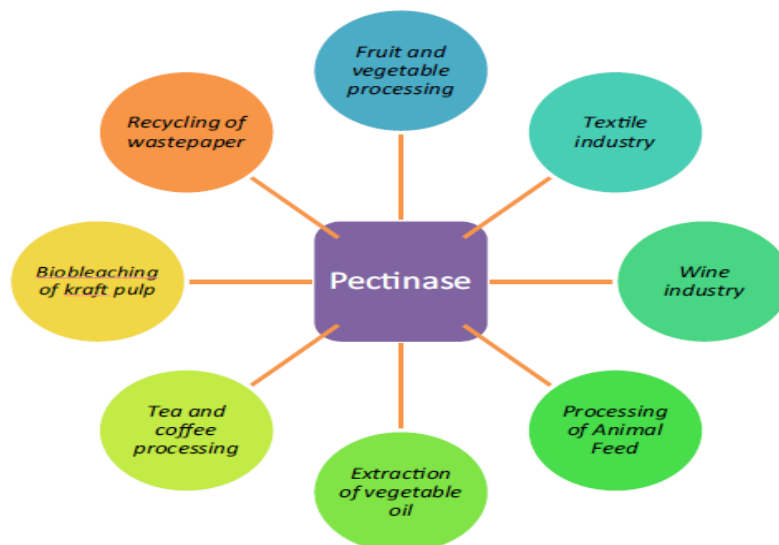 Fruit and
vegetable
processing
Textile
industry
Wine
industry
Processing
of Animal
Feed
Extraction
of vegetable
oil
Tea and
coffee
processing
Biobleaching
of kraft pulp
Recycling of
wastepaper
Pectinase